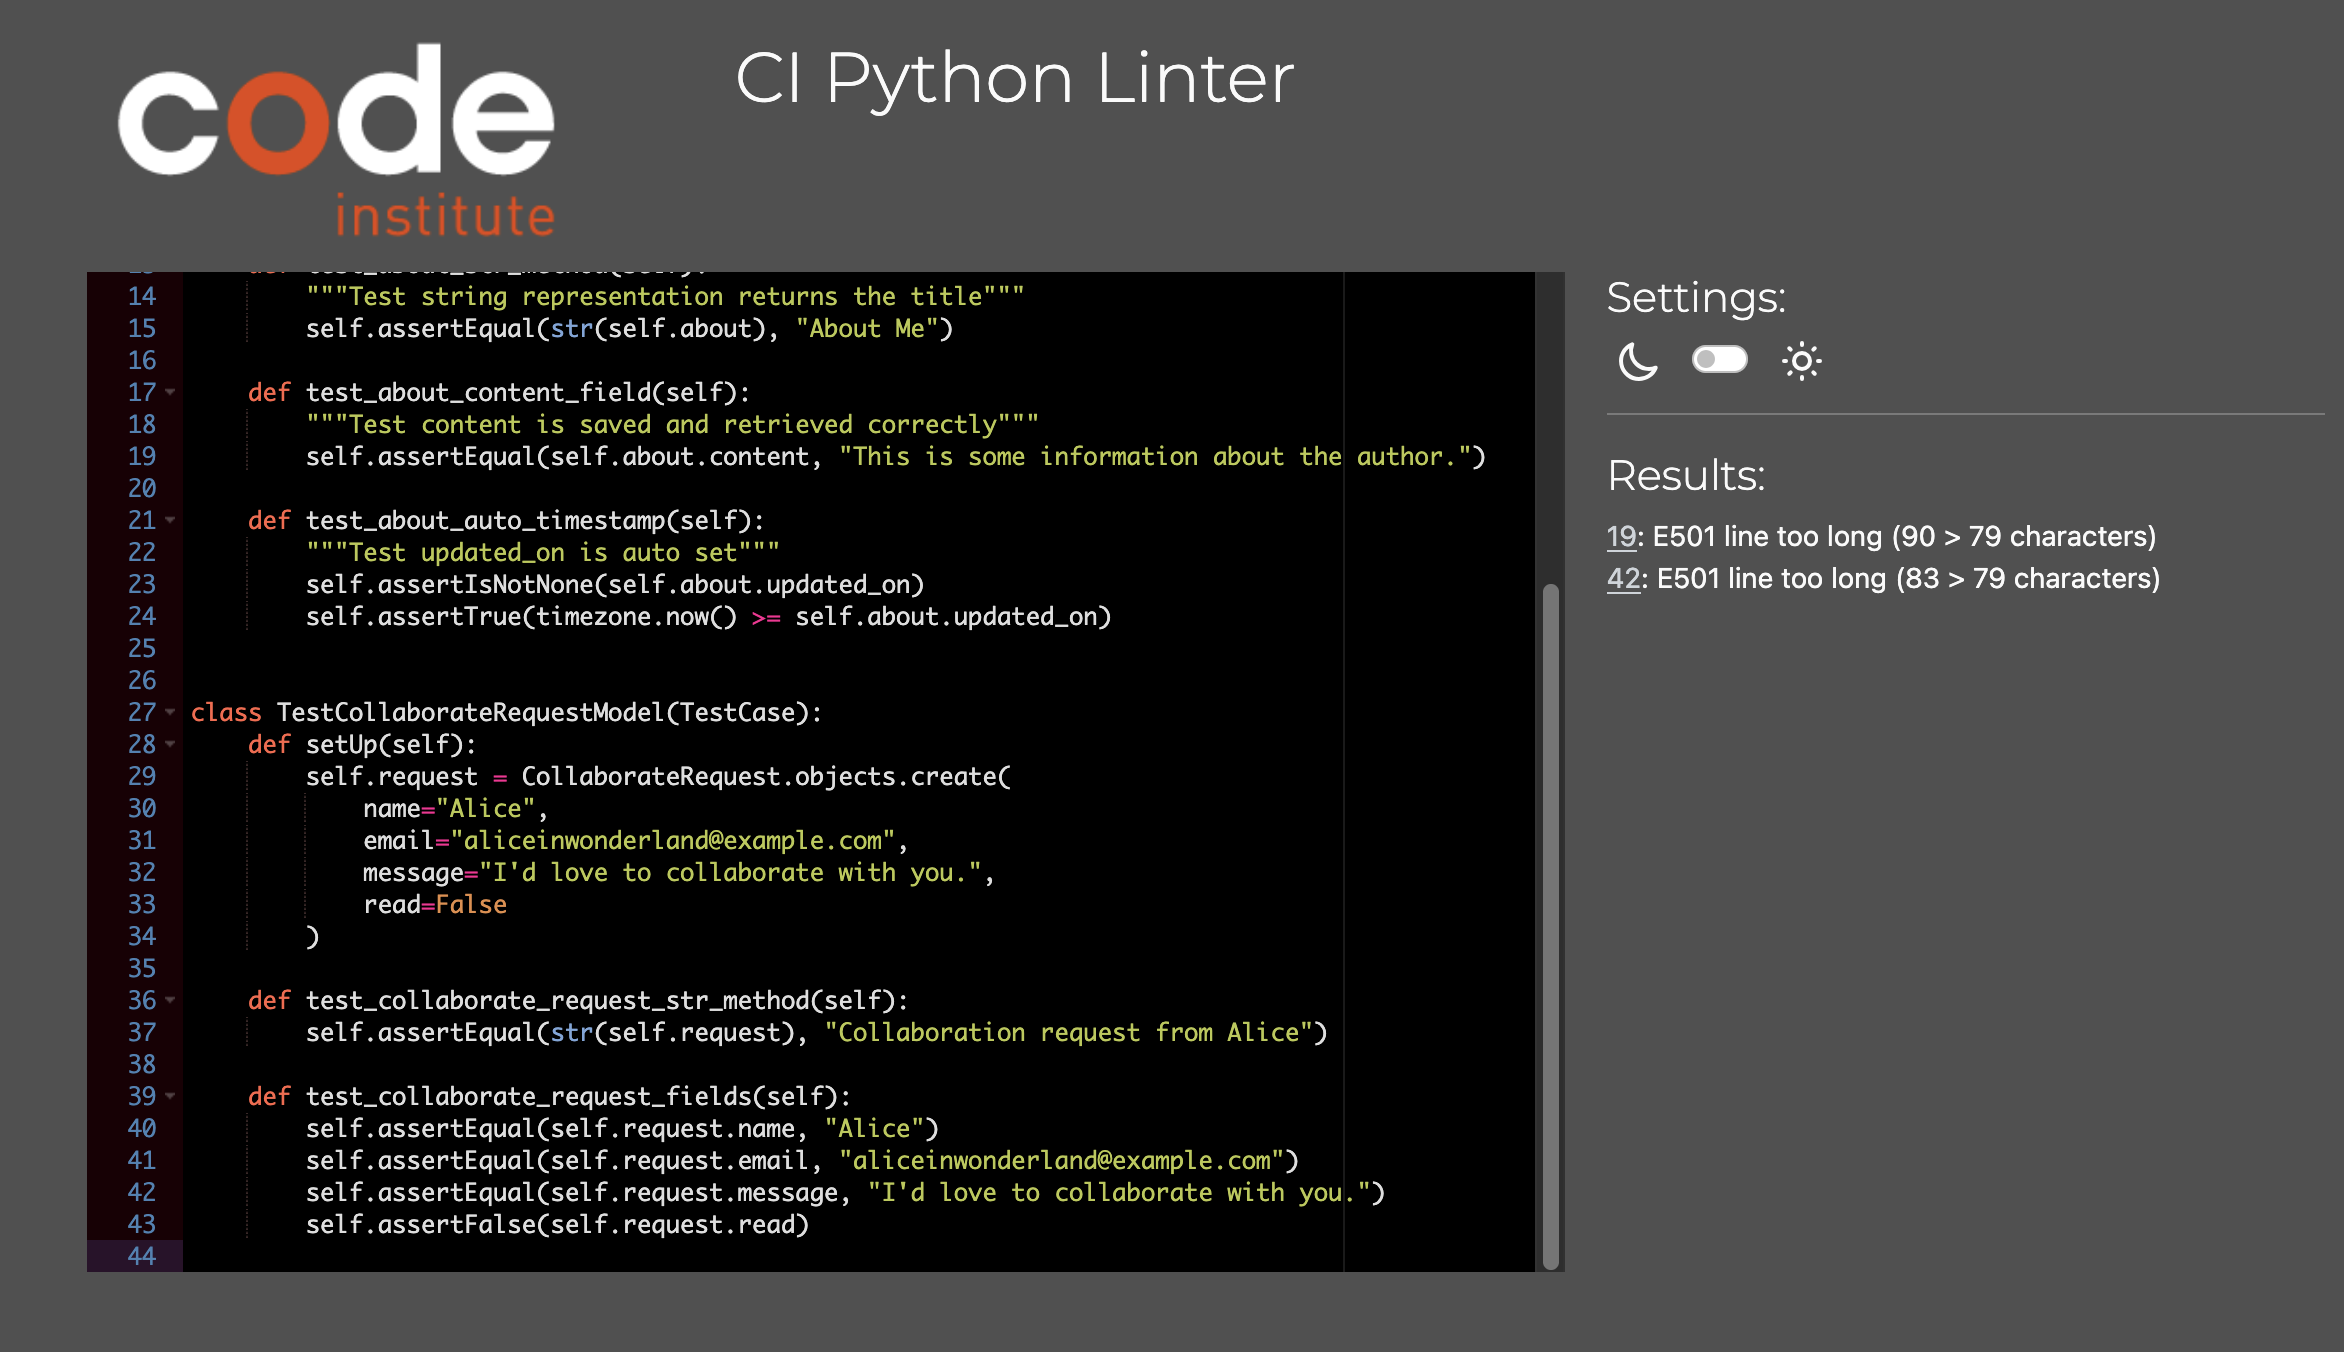 code
institute
CI Python Linter
14 """Test string representation returns the title"""
15 self.assertEqual(str(self.about), "About Me")
16
17 def test_about_content_field(self):
18 """Test content is saved and retrieved correctly"""
19 self.assertEqual(self.about.content, "This is some information about the author.")
20
21 def test_about_auto_timestamp(self):
22 """Test updated_on is auto set"""
23 self.assertIsNotNone(self.about.updated_on)
24 self.assertTrue(timezone.now() >= self.about.updated_on)
25
26
27 class TestCollaborateRequestModel(TestCase):
28 def setUp(self):
29 self.request = CollaborateRequest.objects.create(
30 name="Alice",
31 email="aliceinwonderland@example.com",
32 message="I'd love to collaborate with you.",
33 read=False
34 )
35
36 def test_collaborate_request_str_method(self):
37 self.assertEqual(str(self.request), "Collaboration request from Alice")
38
39 def test_collaborate_request_fields(self):
40 self.assertEqual(self.request.name, "Alice")
41 self.assertEqual(self.request.email, "aliceinwonderland@example.com")
42 self.assertEqual(self.request.message, "I'd love to collaborate with you.")
43 self.assertFalse(self.request.read)
44
Settings:
Results:
19: E501 line too long (90 > 79 characters)
42: E501 line too long (83 > 79 characters)